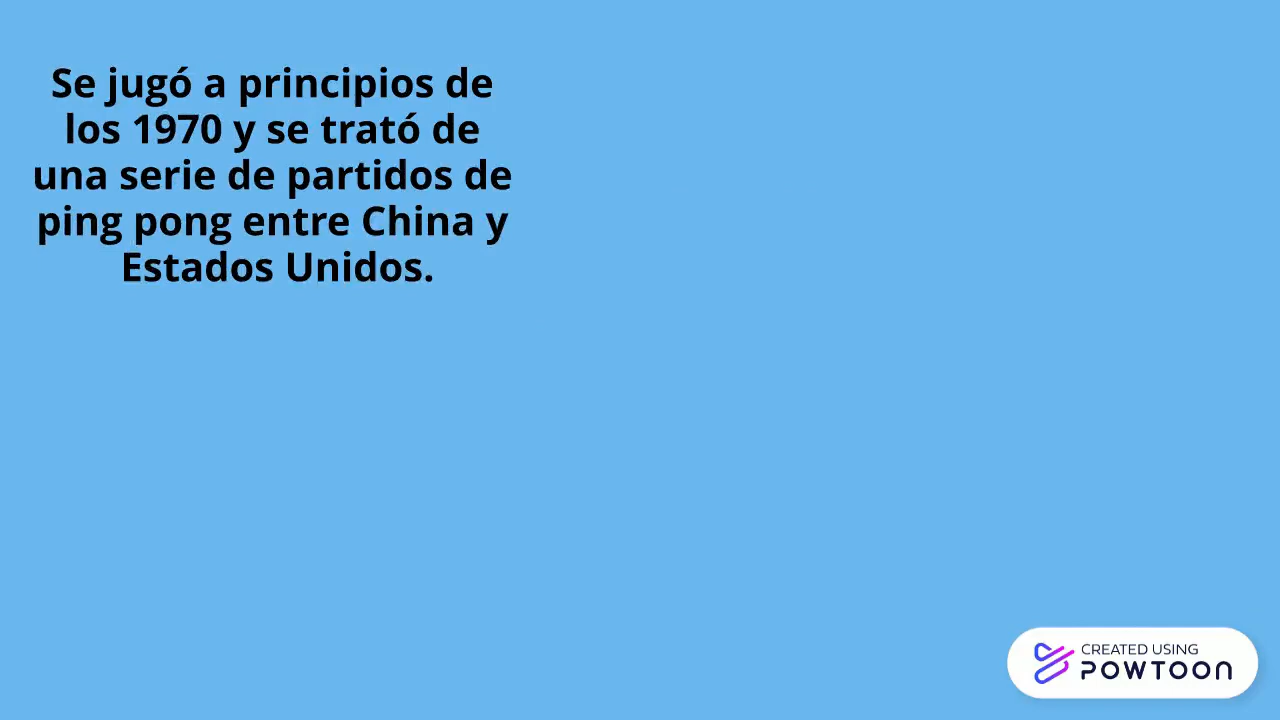 Se jugó a principios de
los 1970 y se trató de
una serie de partidos de
ping pong entre China y
Estados Unidos.
CREATED USING
POWTOON